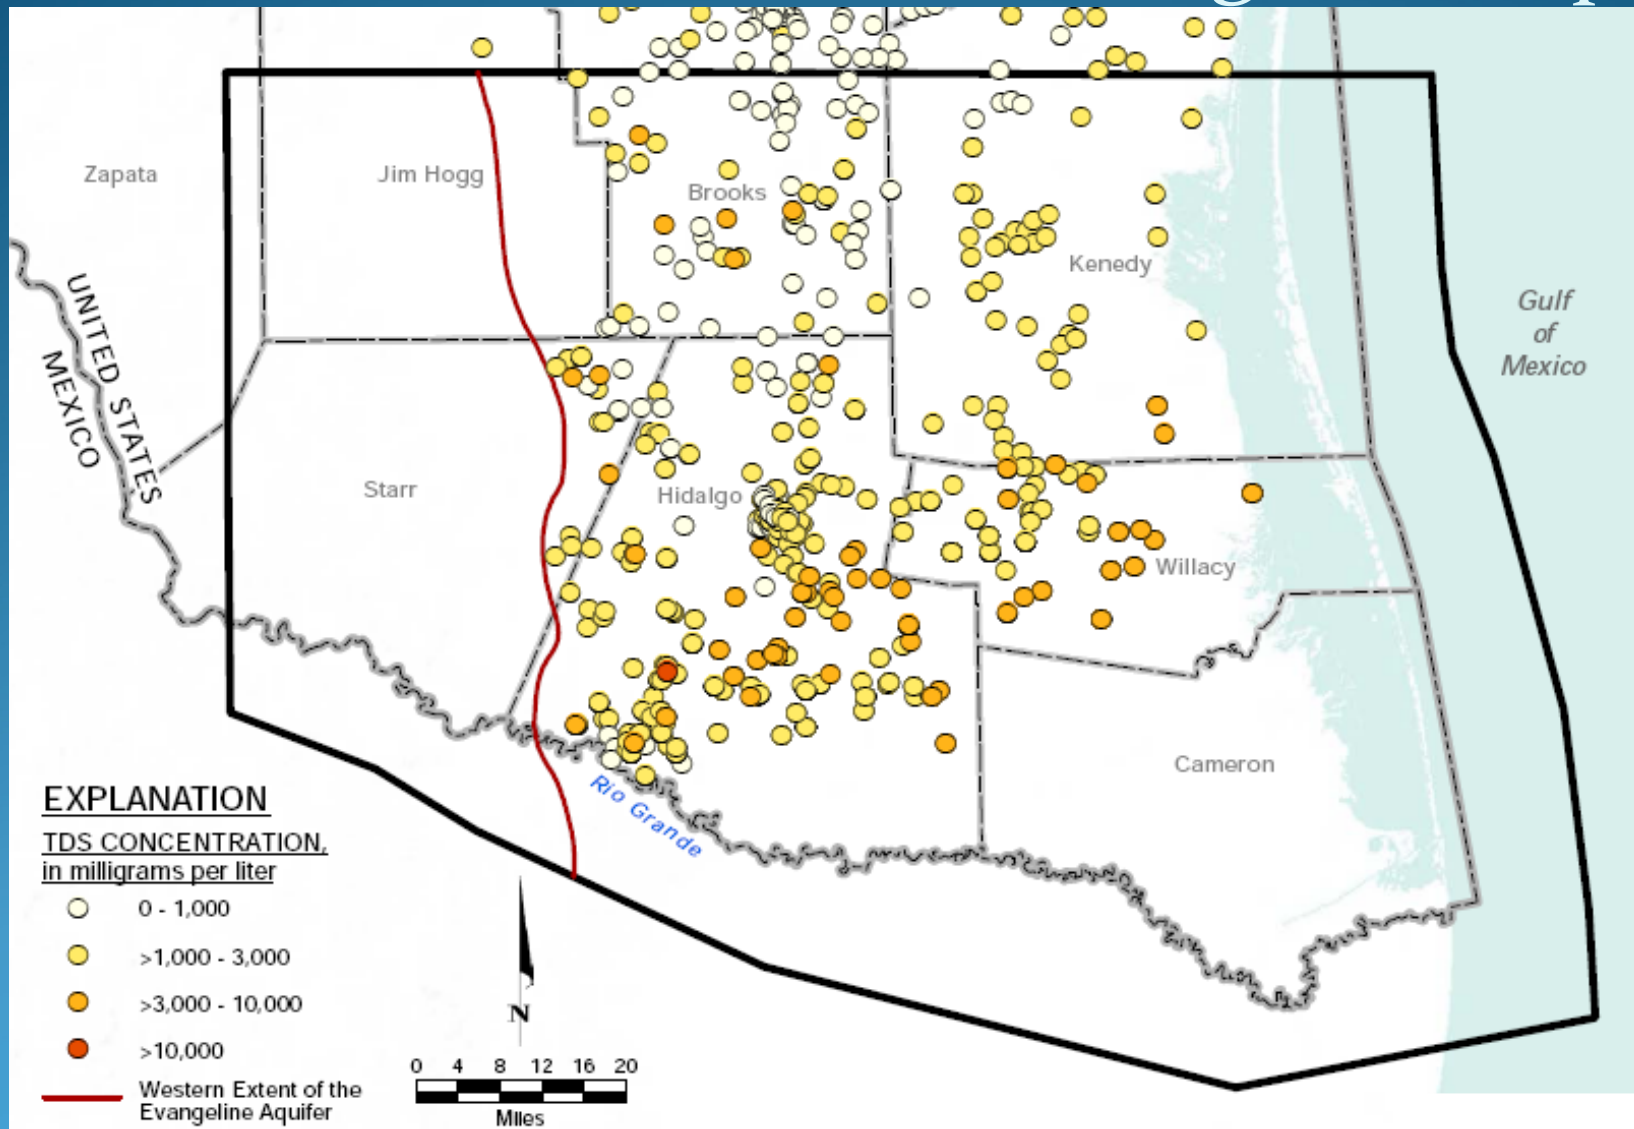 Zapata
Jim Hogg
Brooks
Kenedy
Gulf
of
Mexico
UNITED STATES
MEXICO
Starr
Hidalgo
Willacy
Cameron
Rio Grande
EXPLANATION
TDS CONCENTRATION,
in milligrams per liter
0 - 1,000
>1,000 - 3,000
>3,000 - 10,000
>10,000
Western Extent of the
Evangeline Aquifer
N
0 4 8 12 16 20
Miles